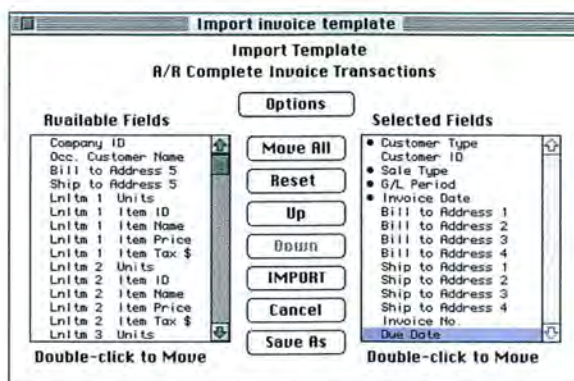 Import invoice template
Import Template
A/R Complete Invoice Transactions
Options
Available Fields
Company ID
Occ. Customer Name
Bill to Address 5
Ship to Address 5
LnItm 1 Units
LnItm 1 Item ID
LnItm 1 Item Name
LnItm 1 Item Price
LnItm 1 Item Tax $
LnItm 2 Units
LnItm 2 Item ID
LnItm 2 Item Name
LnItm 2 Item Price
LnItm 2 Item Tax $
LnItm 3 Units
Double-click to Move
Move All
Reset
Up
Down
IMPORT
Cancel
Save As
Selected Fields
• Customer Type
Customer ID
• Sale Type
• G/L Period
• Invoice Date
Bill to Address 1
Bill to Address 2
Bill to Address 3
Bill to Address 4
Ship to Address 1
Ship to Address 2
Ship to Address 3
Ship to Address 4
Invoice No.
Due Date
Double-click to Move